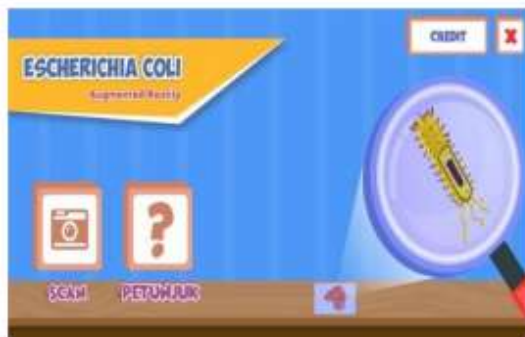 CREDIT
X
ESCHERICHIA COLI
Augmented Reality
SCAN
PETUNJUK